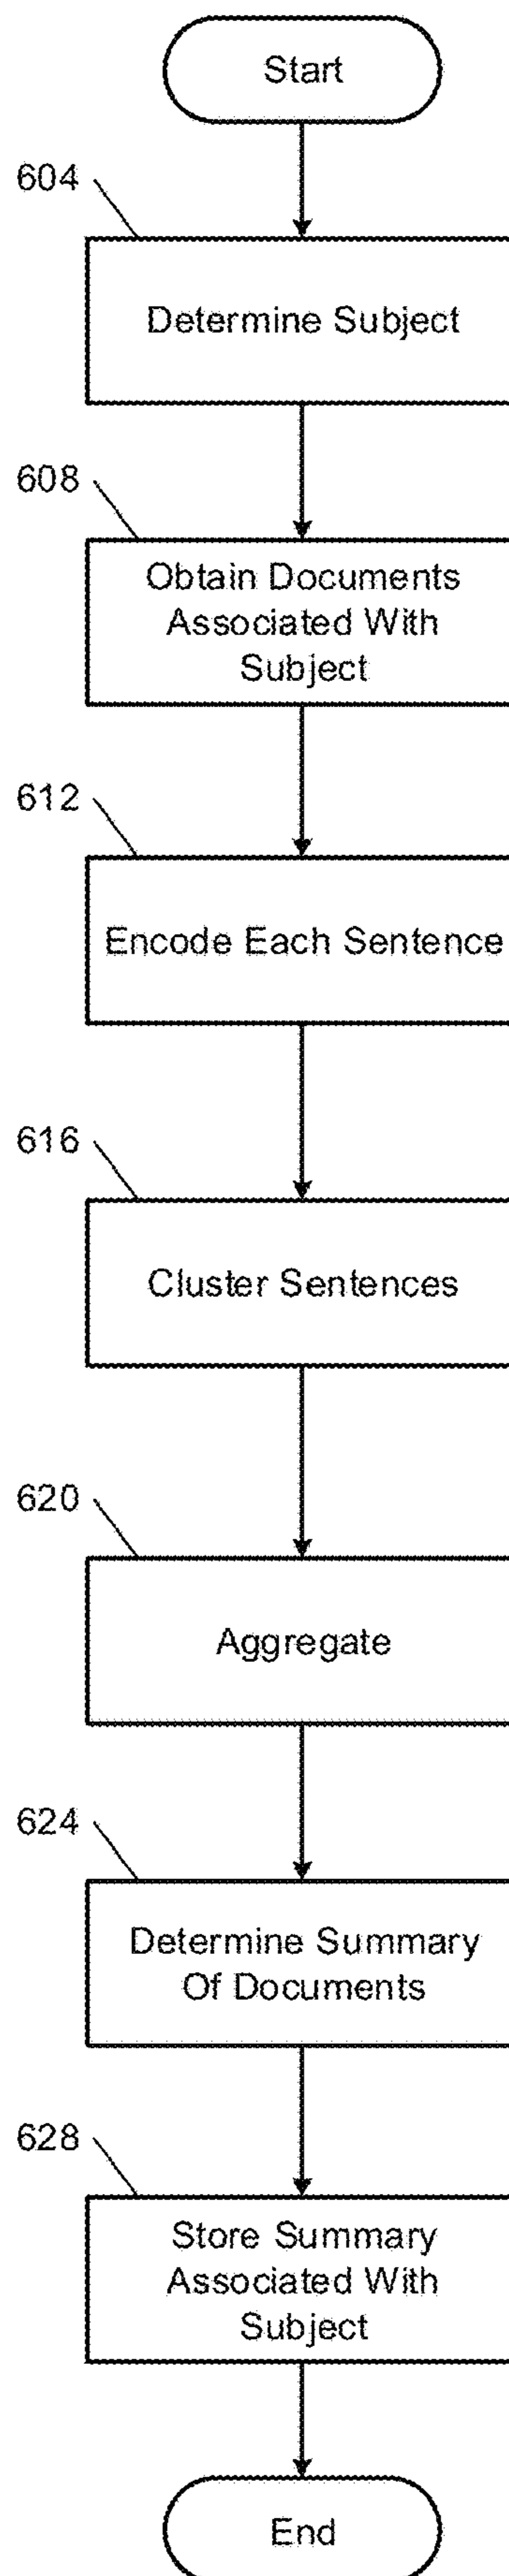 Start
604
Determine Subject
608
Obtain Documents
Associated With
Subject
612
Encode Each Sentence
616
Cluster Sentences
620
Aggregate
624
Determine Summary
Of Documents
628
Store Summary
Associated With
Subject
End